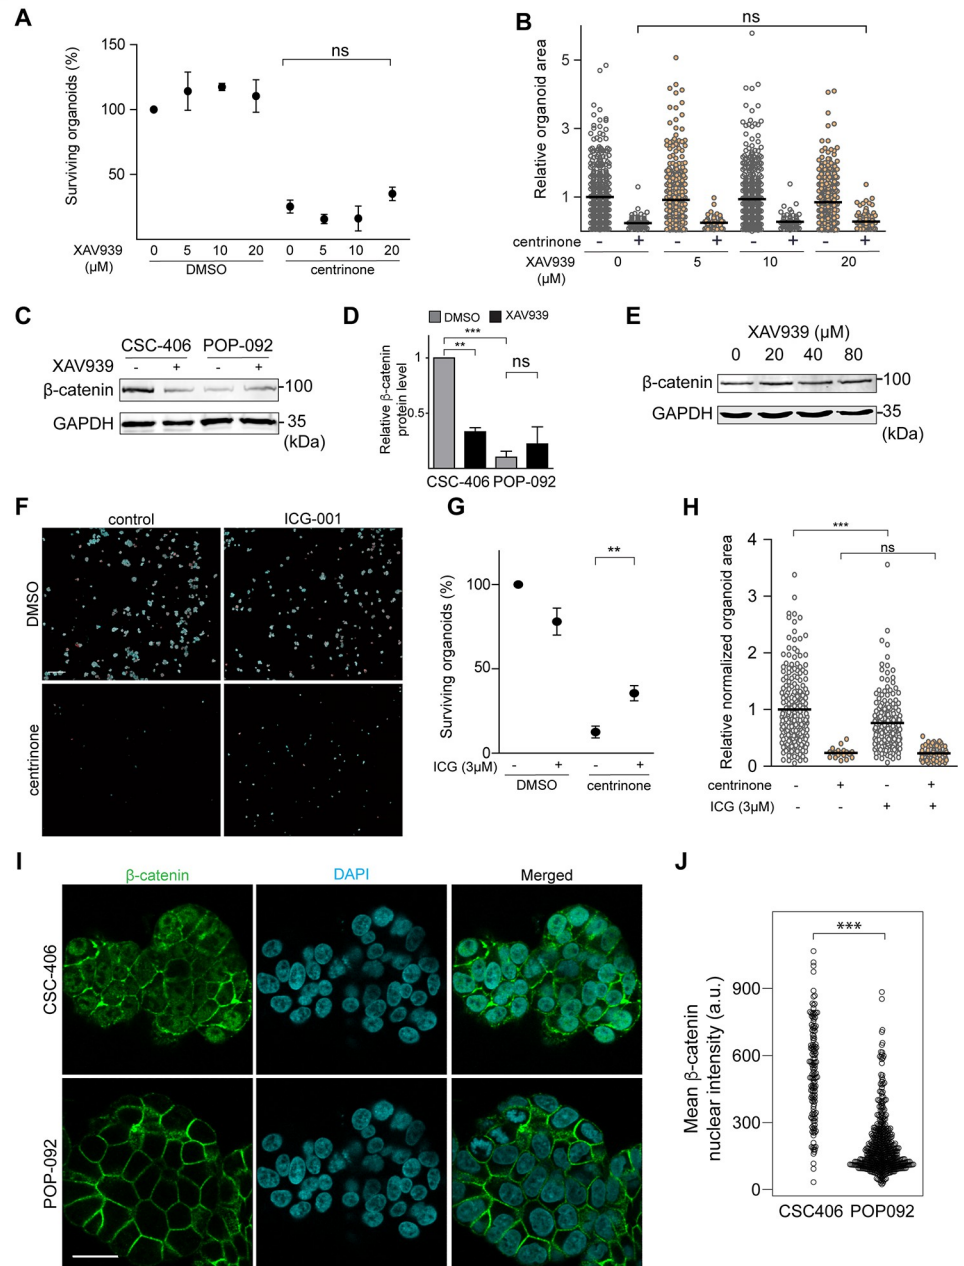 A
Surviving organoids (%)
150
100
50
ns
XAV939
(µM)
0 5 10 20 0 5 10 20
DMSO centrinone
B
Relative organoid area
5
3
1
ns
centrinone - + - + - + - +
XAV939
(µM)
0 5 10 20
C
CSC-406 POP-092
XAV939 - + - +
β-catenin 100
GAPDH 35
(kDa)
D
DMSO XAV939
Relative β-catenin
protein level
1
0.5
***
**
ns
CSC-406 POP-092
E
XAV939 (µM)
0 20 40 80
β-catenin 100
GAPDH 35
(kDa)
F
control ICG-001
DMSO
centrinone
G
Surviving organoids (%)
100
50
0
**
ICG (3µM) - + - +
DMSO centrinone
H
Relative normalized organoid area
4
3
2
1
0
***
ns
centrinone - + - +
ICG (3µM) - - + +
I
β-catenin DAPI Merged
CSC-406
POP-092
J
Mean β-catenin
nuclear intensity (a.u.)
900
600
300
0
***
CSC406 POP092